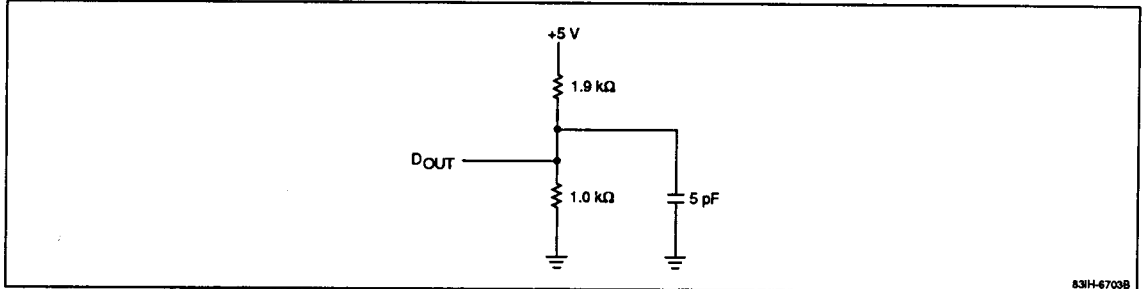 +5 V
1.9 kΩ
DOUT
1.0 kΩ
5 pF
83IH-6703B